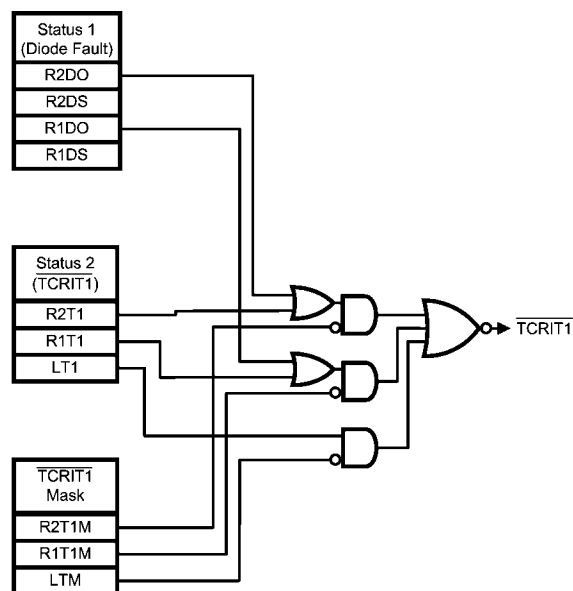 Status 1
(Diode Fault)
R2DO
R2DS
R1DO
R1DS
Status 2
(TCRIT1)
R2T1
R1T1
LT1
TCRIT1
TCRIT1
Mask
R2T1M
R1T1M
LTM